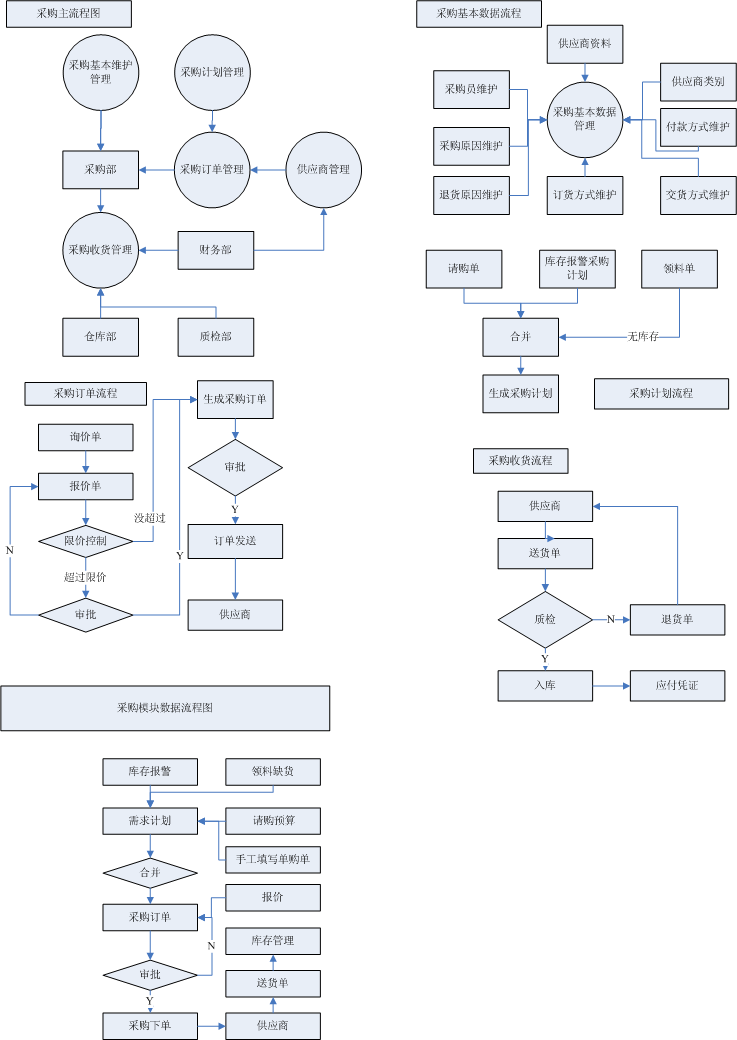 采购主流程图
采购基本维护
管理
采购计划管理
采购部
采购订单管理
供应商管理
采购收货管理
财务部
仓库部
质检部
采购基本数据流程
供应商资料
采购员维护
采购基本数据
管理
供应商类别
付款方式维护
采购原因维护
退货原因维护
订货方式维护
交货方式维护
请购单
库存报警采购
计划
领料单
合并
无库存
生成采购计划
采购计划流程
采购订单流程
生成采购订单
询价单
报价单
审批
Y
没超过
限价控制
订单发送
N
Y
超过限价
审批
供应商
采购收货流程
供应商
送货单
质检
N
退货单
Y
入库
应付凭证
采购模块数据流程图
库存报警
领料缺货
需求计划
请购预算
手工填写单购单
合并
报价
采购订单
N
库存管理
审批
送货单
Y
采购下单
供应商